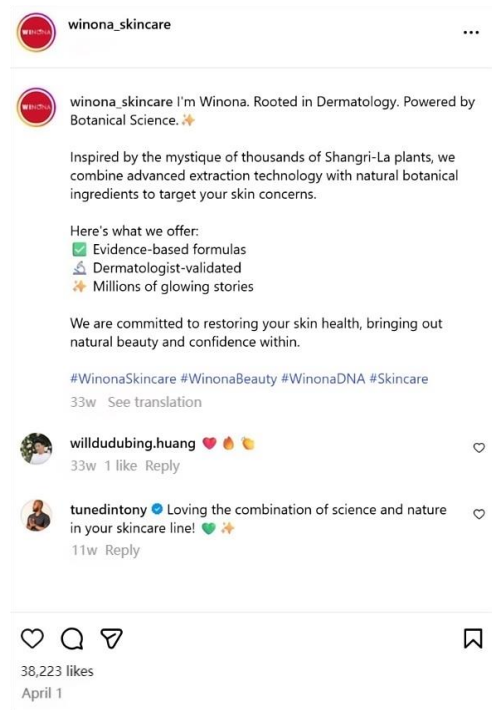 WINONA
winona_skincare
WINONA
winona_skincare I'm Winona. Rooted in Dermatology. Powered by
Botanical Science.✨
Inspired by the mystique of thousands of Shangri-La plants, we
combine advanced extraction technology with natural botanical
ingredients to target your skin concerns.
Here's what we offer:
✅ Evidence-based formulas
🔬 Dermatologist-validated
✨ Millions of glowing stories
We are committed to restoring your skin health, bringing out
natural beauty and confidence within.
#WinonaSkincare #WinonaBeauty #WinonaDNA #Skincare
33w See translation
willdudubing.huang ❤️ 🔥 👏
33w 1 like Reply
tunedintony Loving the combination of science and nature
in your skincare line! 💚 ✨
11w Reply
38,223 likes
April 1